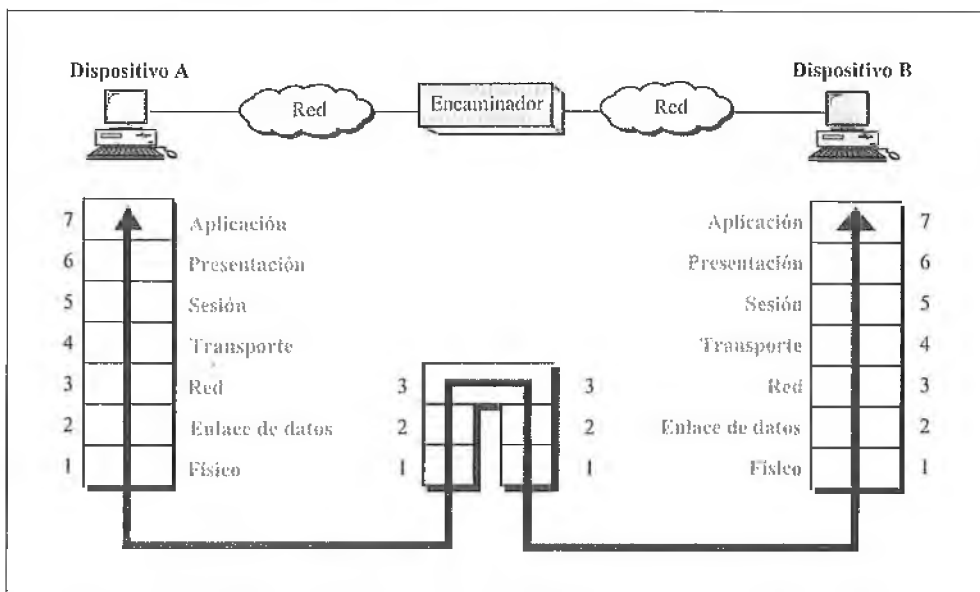 Dispositivo A
Dispositivo B
Red
Encaminador
Red
7 Aplicación
Aplicación 7
6 Presentación
Presentación 6
5 Sesión
Sesión 5
4 Transporte
Transporte 4
3 Red
3
3
Red 3
2 Enlace de datos
2
2
Enlace de datos 2
1 Físico
1
1
Físico 1